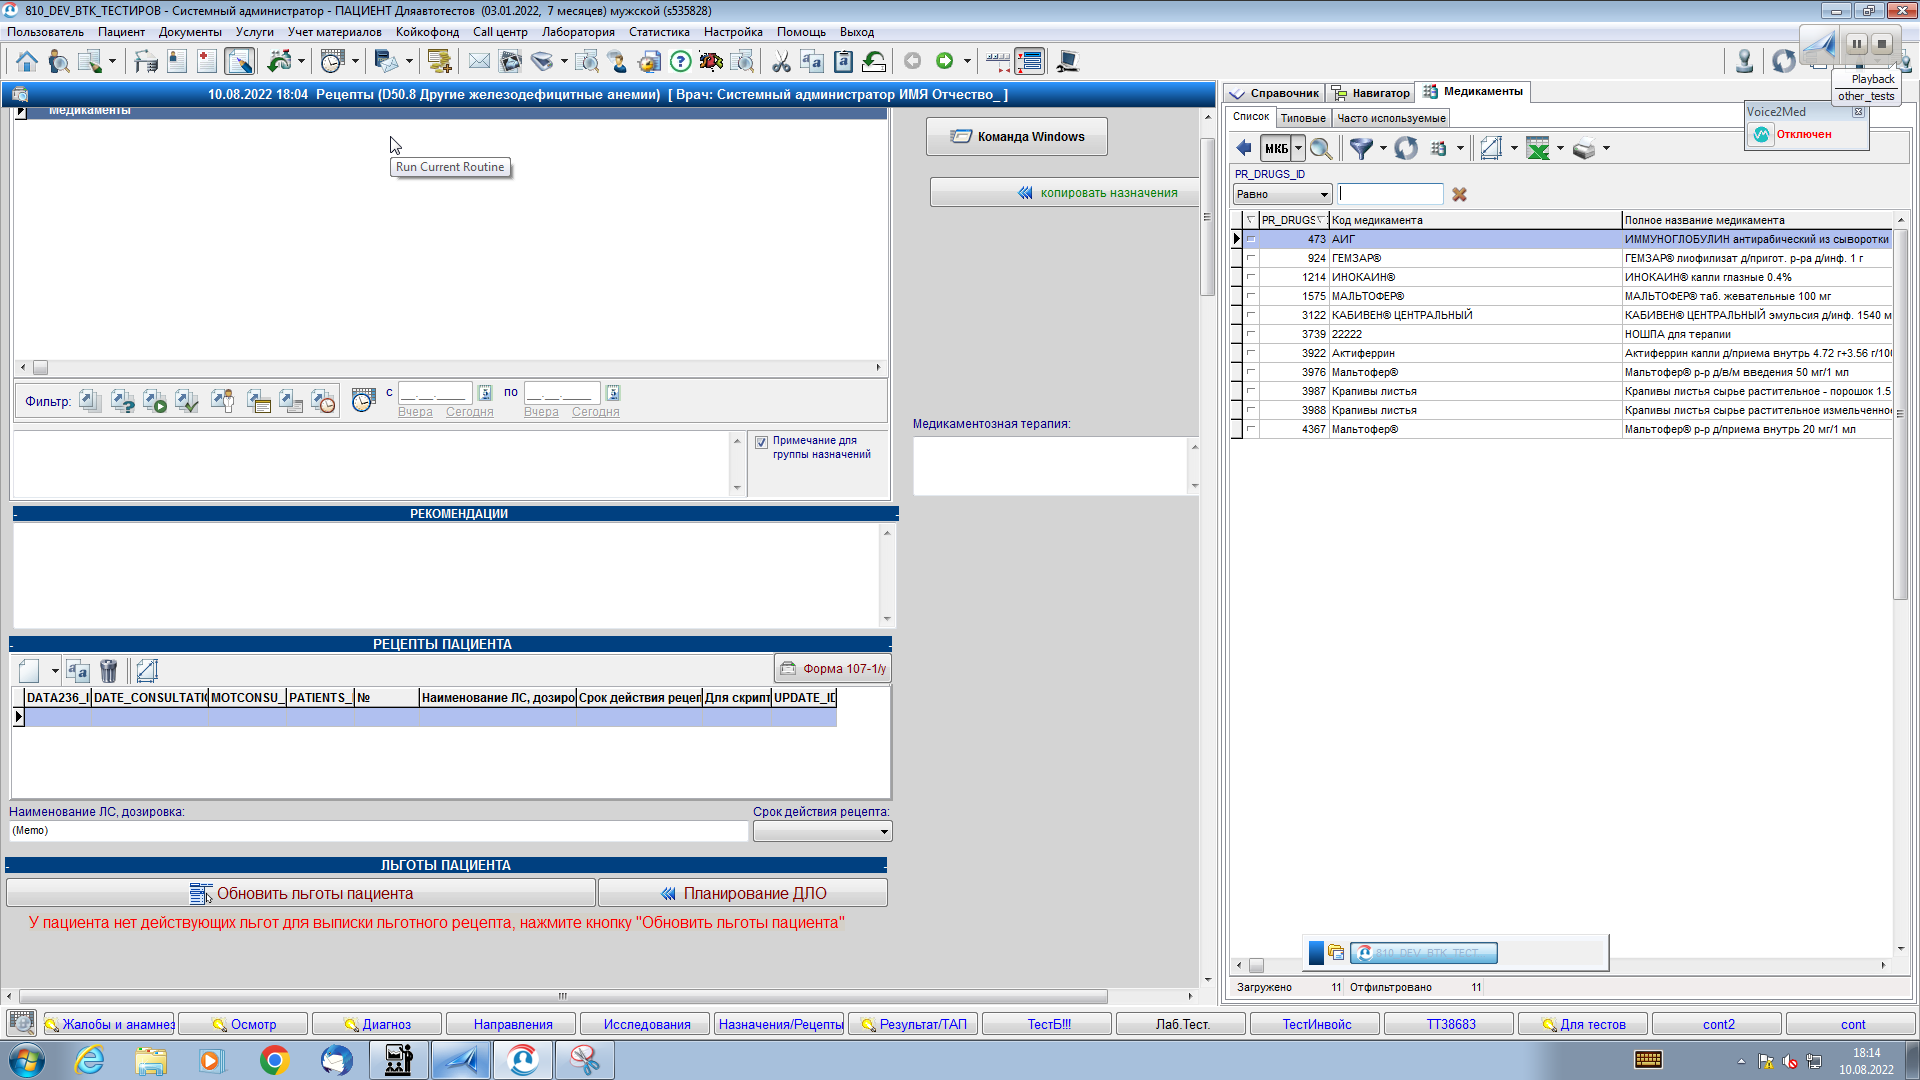 810_DEV_ВТК_ТЕСТИРОВ - Системный администратор - ПАЦИЕНТ Дляавтотестов (03.01.2022, 7 месяцев) мужской (s535828)
Пользователь Пациент Документы Услуги Учет материалов Койкофонд Call центр Лаборатория Статистика Настройка Помощь Выход
Playback
other_tests
10.08.2022 18:04 Рецепты (D50.8 Другие железодефицитные анемии) [ Врач: Системный администратор ИМЯ Отчество_ ]
Медикаменты
Run Current Routine
Команда Windows
копировать назначения
Фильтр:
с __.__.____ по __.__.____
Вчера Сегодня Вчера Сегодня
Примечание для
группы назначений
Медикаментозная терапия:
РЕКОМЕНДАЦИИ
РЕЦЕПТЫ ПАЦИЕНТА
Форма 107-1/у
DATA236_I DATE_CONSULTATIO MOTCONSU_ PATIENTS_ № Наименование ЛС, дозиро Срок действия рецеп Для скрипт UPDATE_ID
Наименование ЛС, дозировка: Срок действия рецепта:
(Memo)
ЛЬГОТЫ ПАЦИЕНТА
Обновить льготы пациента Планирование ДЛО
У пациента нет действующих льгот для выписки льготного рецепта, нажмите кнопку "Обновить льготы пациента"
Справочник Навигатор Медикаменты
Список Типовые Часто используемые
Voice2Med
Отключен
МКБ
PR_DRUGS_ID
Равно
PR_DRUGS Код медикамента Полное название медикамента
473 АИГ ИММУНОГЛОБУЛИН антирабический из сыворотки
924 ГЕМЗАР® ГЕМЗАР® лиофилизат д/пригот. р-ра д/инф. 1 г
1214 ИНОКАИН® ИНОКАИН® капли глазные 0.4%
1575 МАЛЬТОФЕР® МАЛЬТОФЕР® таб. жевательные 100 мг
3122 КАБИВЕН® ЦЕНТРАЛЬНЫЙ КАБИВЕН® ЦЕНТРАЛЬНЫЙ эмульсия д/инф. 1540 м
3739 22222 НОШПА для терапии
3922 Актиферрин Актиферрин капли д/приема внутрь 4.72 г+3.56 г/100
3976 Мальтофер® Мальтофер® р-р д/в/м введения 50 мг/1 мл
3987 Крапивы листья Крапивы листья сырье растительное - порошок 1.5
3988 Крапивы листья Крапивы листья сырье растительное измельченно
4367 Мальтофер® Мальтофер® р-р д/приема внутрь 20 мг/1 мл
810_DEV_ВТК_ТЕСТ...
Загружено 11 Отфильтровано 11
Жалобы и анамнез Осмотр Диагноз Направления Исследования Назначения/Рецепты Результат/ТАП ТестБ!!! Лаб.Тест. ТестИнвойс ТТ38683 Для тестов cont2 cont
18:14
10.08.2022